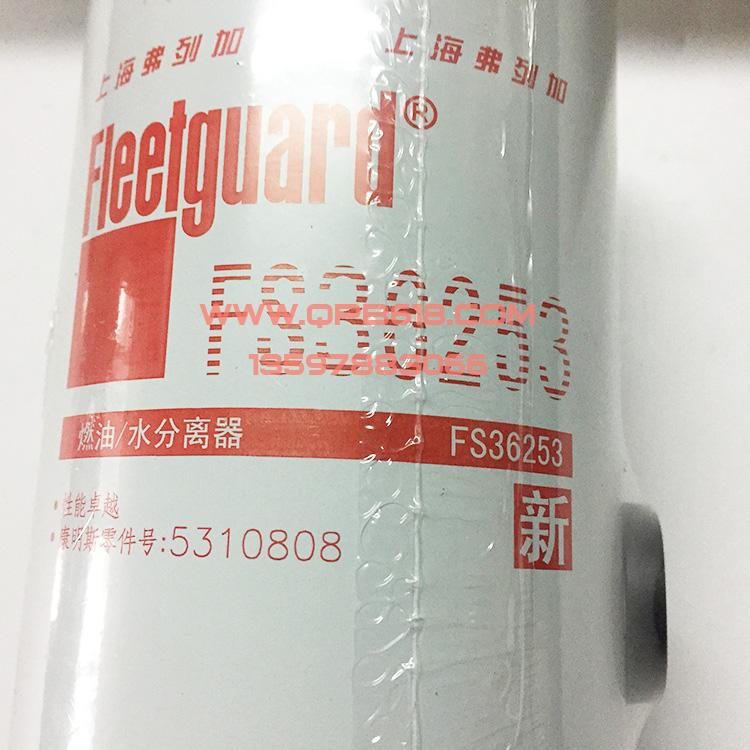 上海弗列加 上海弗列加
Fleetguard®
FS36253
WWW.QP8618.COM
13597883066
燃油/水分离器 FS36253
新
·性能卓越
·康明斯零件号:5310808